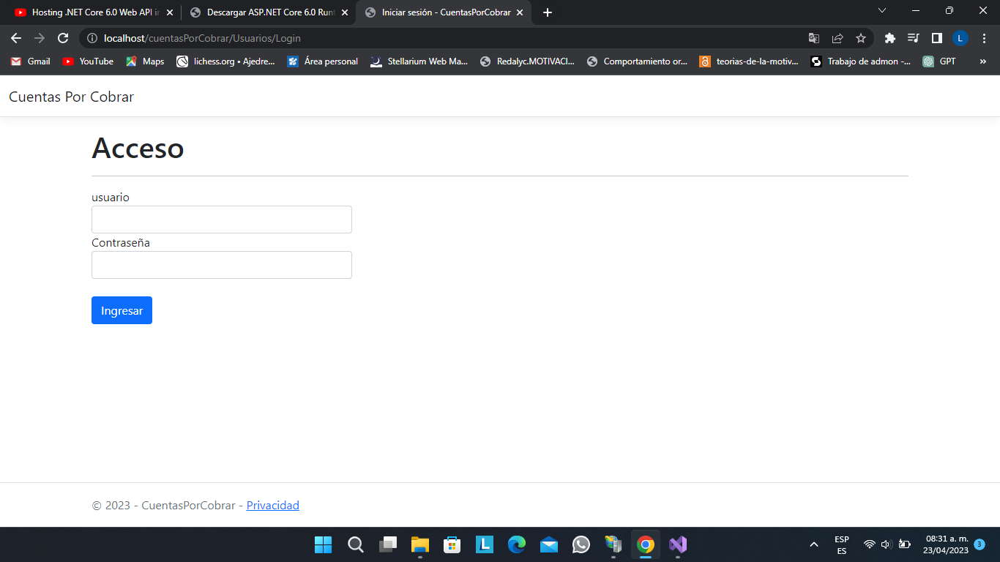 Hosting .NET Core 6.0 Web API in
Descargar ASP.NET Core 6.0 Runt
Iniciar sesión - CuentasPorCobrar
localhost/cuentasPorCobrar/Usuarios/Login
L
Gmail
YouTube
Maps
lichess.org • Ajedre...
Área personal
Stellarium Web Ma...
Redalyc.MOTIVACI...
Comportamiento or...
teorias-de-la-motiv...
Trabajo de admon -...
GPT
»
Cuentas Por Cobrar
Acceso
usuario
Contraseña
Ingresar
© 2023 - CuentasPorCobrar - Privacidad
L
ESP
ES
08:31 a. m.
23/04/2023
3